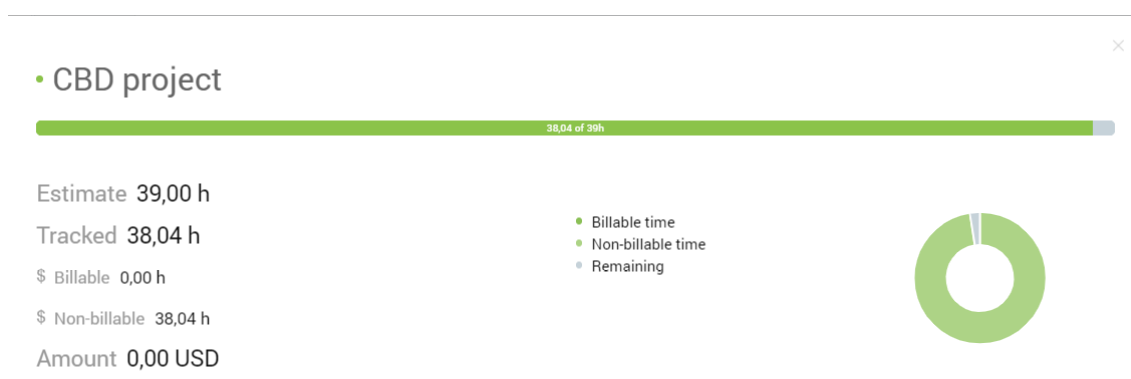 CBD project
38,04 of 39h
Estimate 39,00 h
Tracked 38,04 h
$ Billable 0,00 h
$ Non-billable 38,04 h
Amount 0,00 USD
Billable time
Non-billable time
Remaining